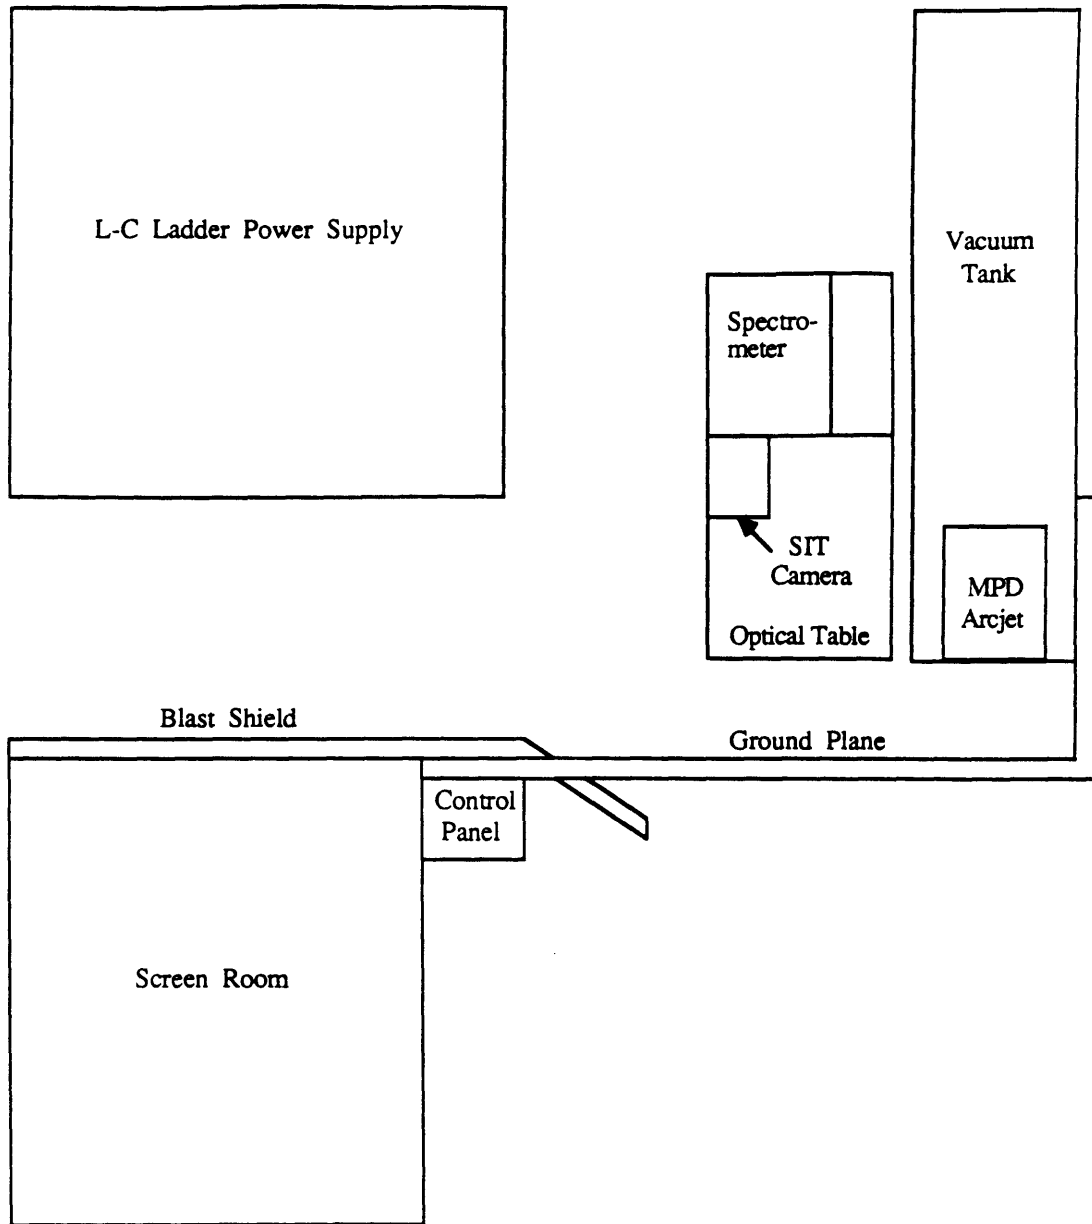 L-C Ladder Power Supply
Vacuum
Tank
Spectro-
meter
SIT
Camera
MPD
Arcjet
Optical Table
Blast Shield
Ground Plane
Control
Panel
Screen Room